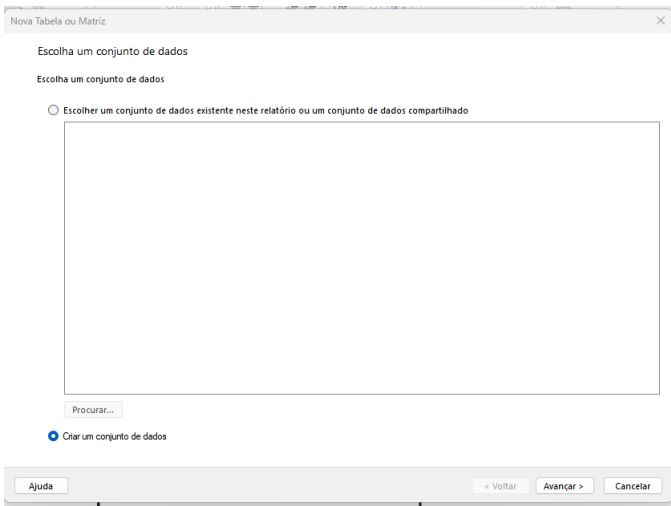 Nova Tabela ou Matriz
Escolha um conjunto de dados
Escolha um conjunto de dados
Escolher um conjunto de dados existente neste relatório ou um conjunto de dados compartilhado
Procurar...
Criar um conjunto de dados
Ajuda < Voltar Avançar > Cancelar